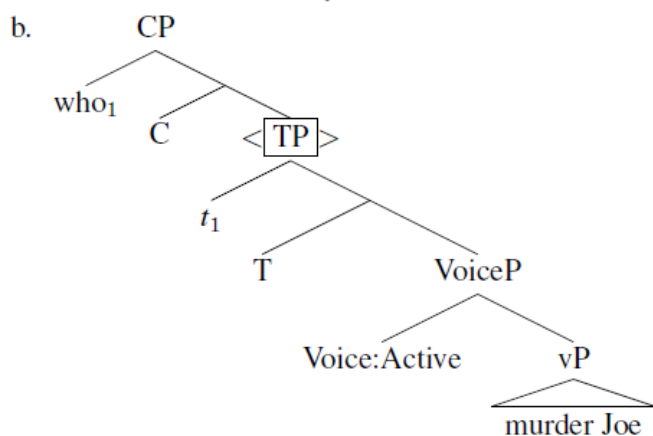 b.
CP
who₁
C
<TP>
t₁
T
VoiceP
Voice:Active
vP
murder Joe